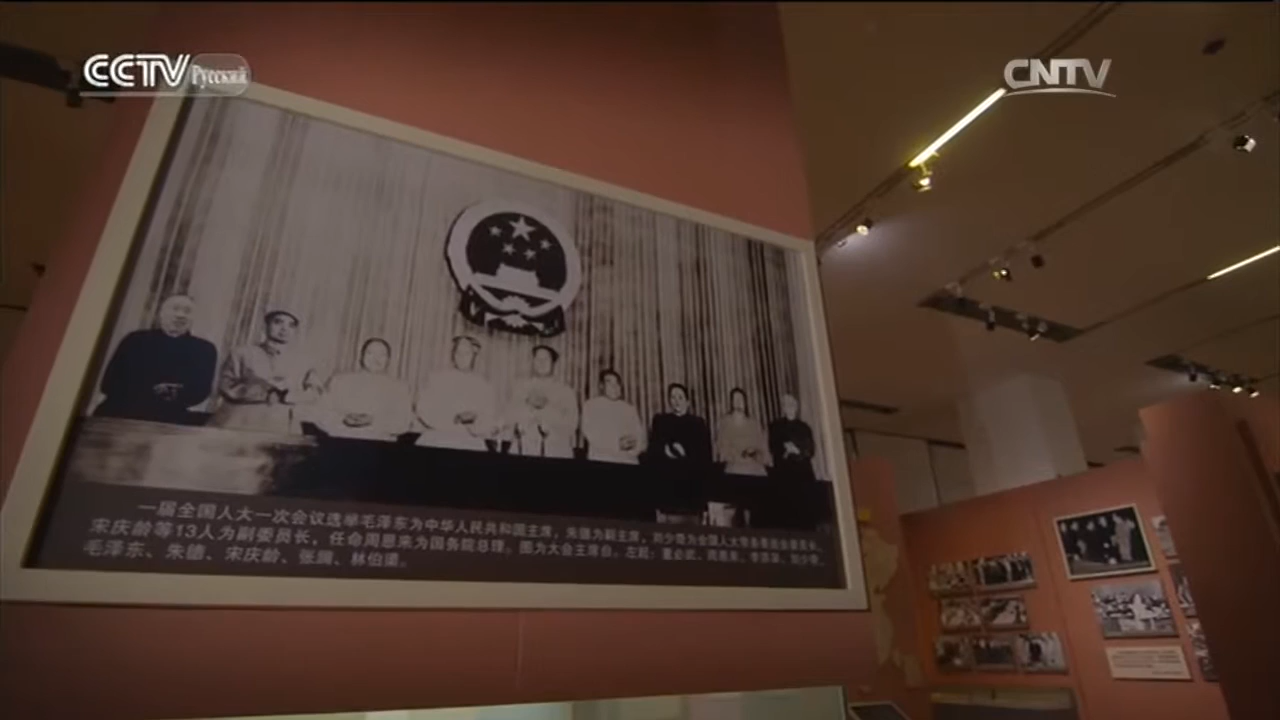 CCTV Русский
CNTV
一届全国人大一次会议选举毛泽东为中华人民共和国主席，朱德为副主席，刘少奇为全国人大常务委员会委员长，
宋庆龄等13人为副委员长，任命周恩来为国务院总理。图为大会主席台。左起：董必武、周恩来、李济深、刘少奇、
毛泽东、朱德、宋庆龄、张澜、林伯渠。